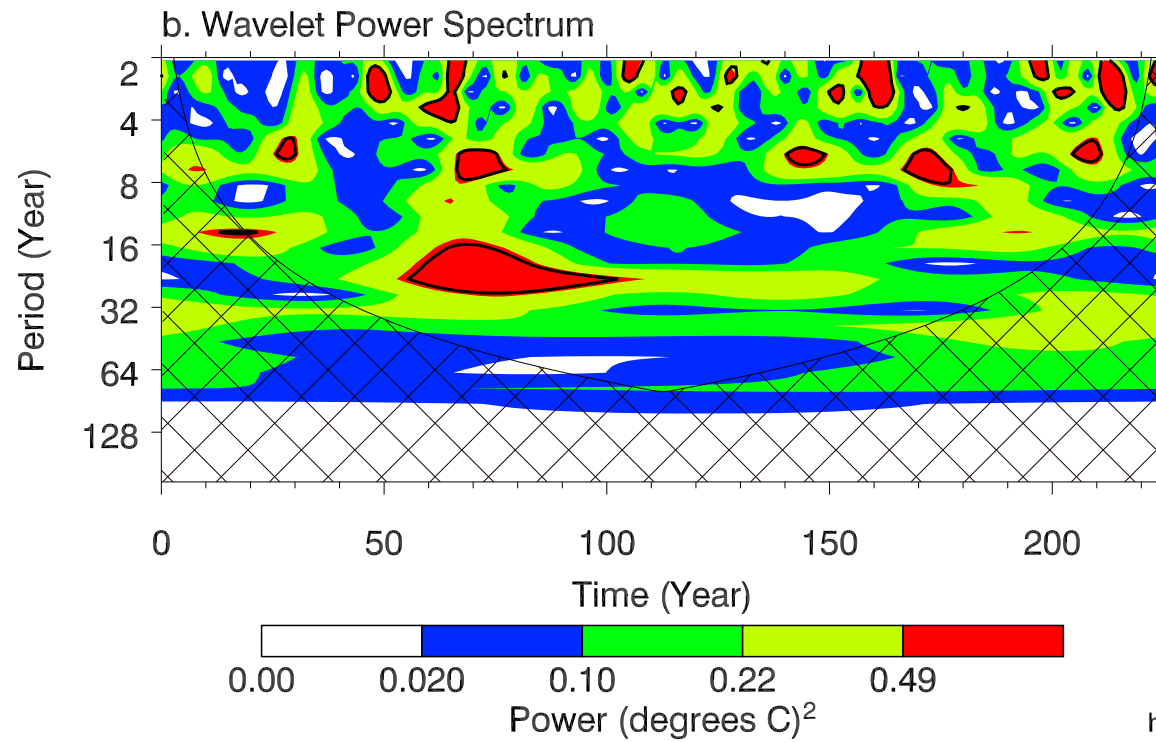 b. Wavelet Power Spectrum
Period (Year)
2
4
8
16
32
64
128
0 50 100 150 200
Time (Year)
0.00 0.020 0.10 0.22 0.49
Power (degrees C)²